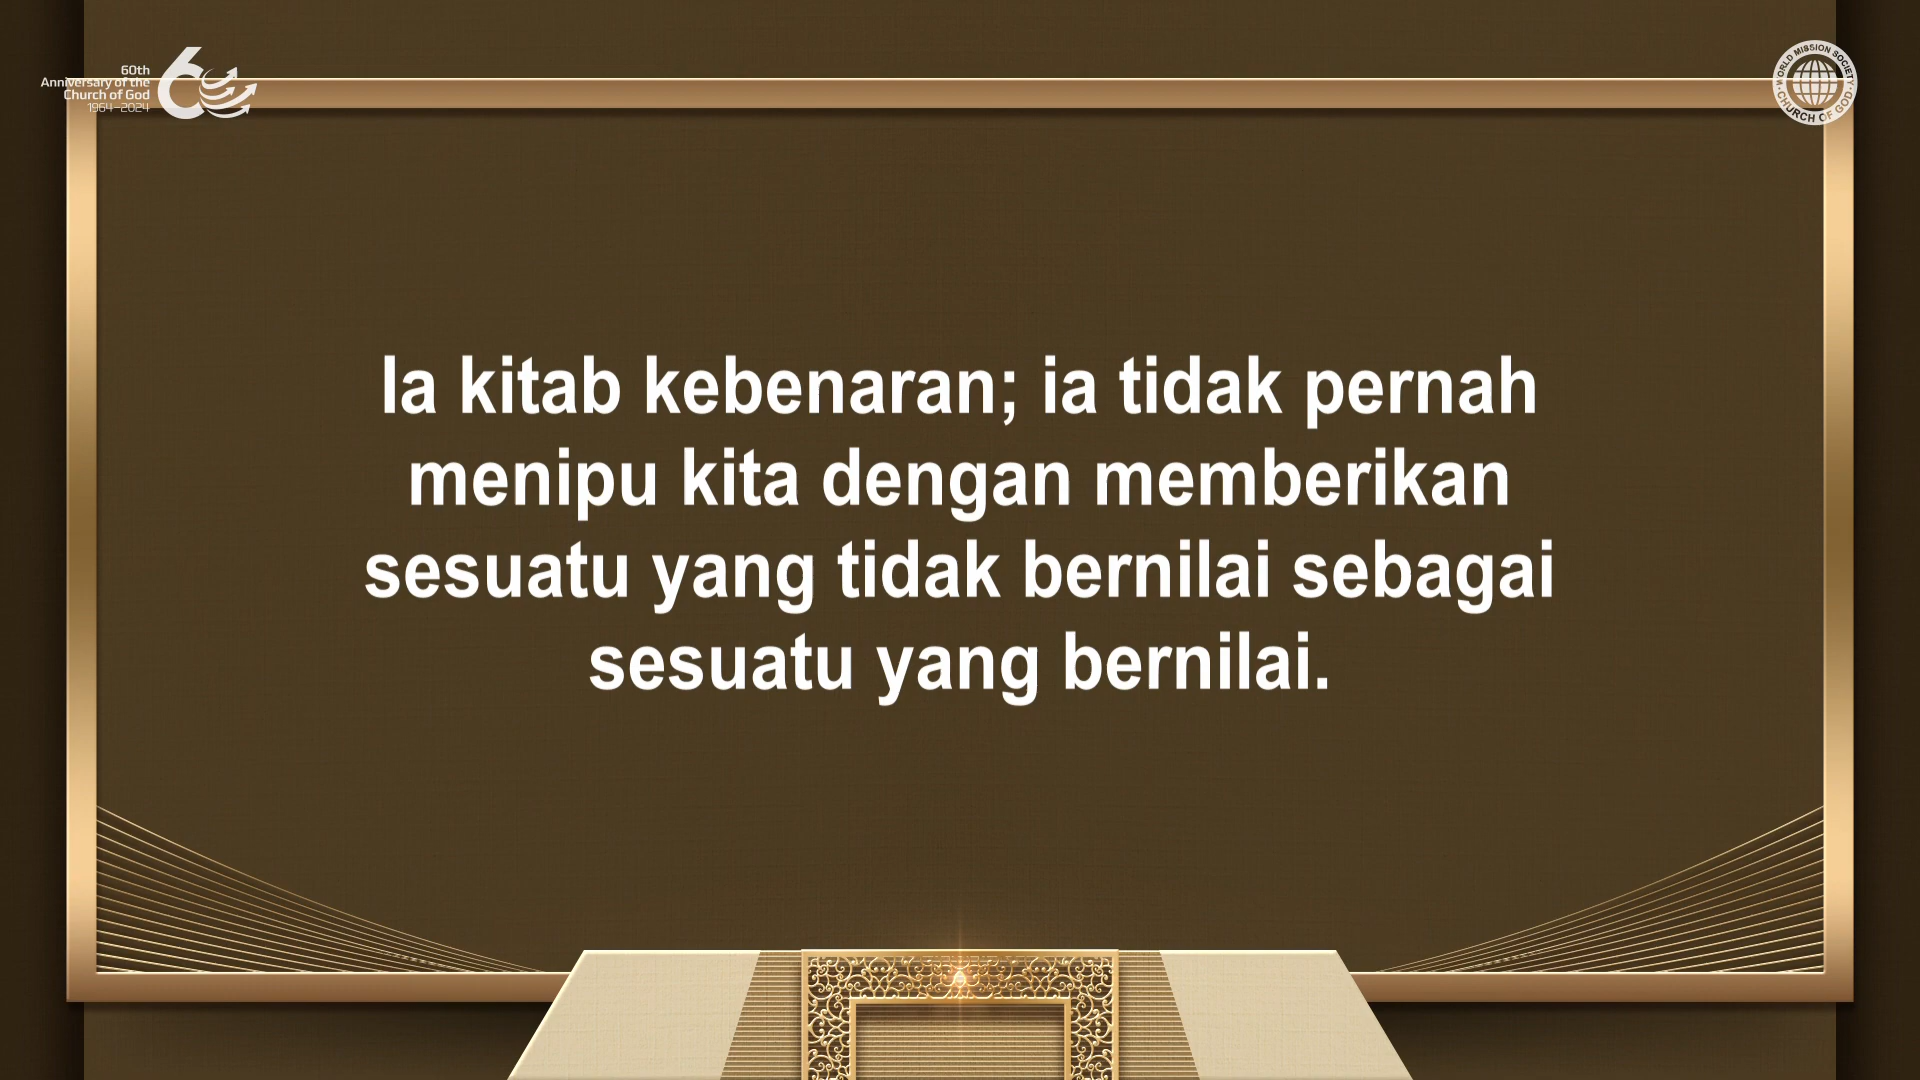 60th
Anniversary of the
Church of God
1964–2024
60
WORLD MISSION SOCIETY
CHURCH OF GOD
Ia kitab kebenaran; ia tidak pernah
menipu kita dengan memberikan
sesuatu yang tidak bernilai sebagai
sesuatu yang bernilai.